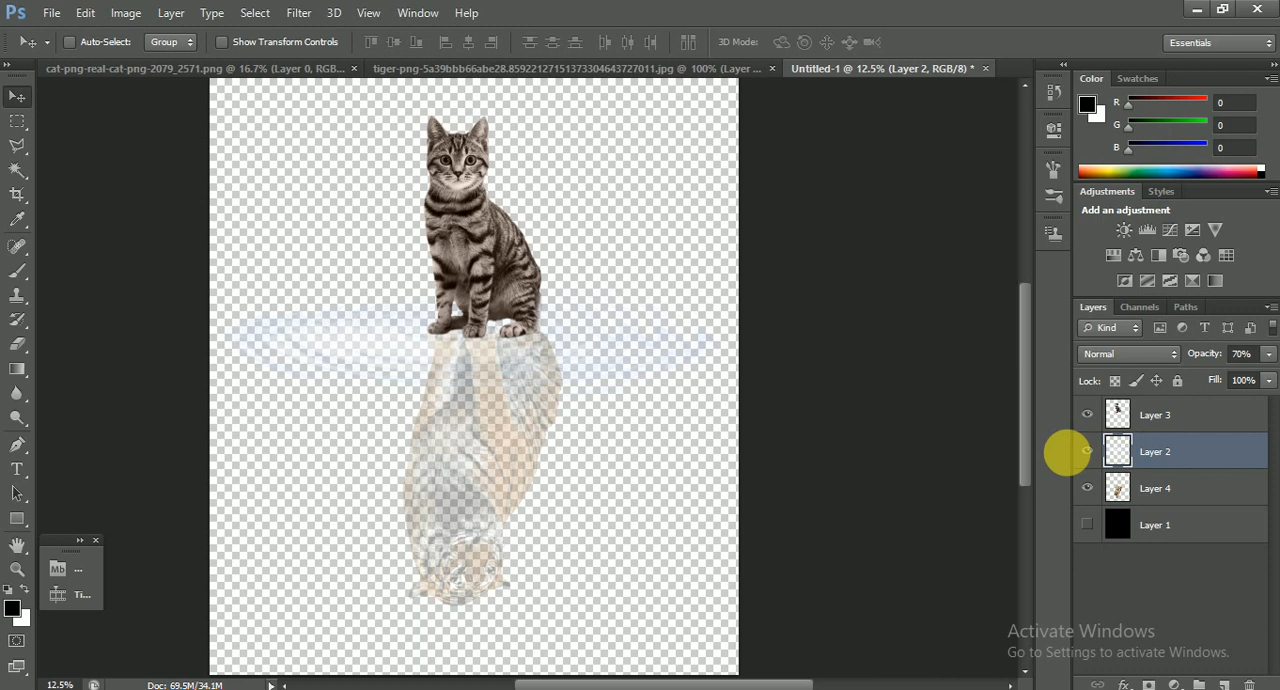 Ps File Edit Image Layer Type Select Filter 3D View Window Help
Auto-Select: Group Show Transform Controls 3D Mode: Essentials
cat-png-real-cat-png-2079_2571.png @ 16.7% (Layer 0, RGB... × tiger-png-5a39bbb66abe28.8592212715137330464372​7011.jpg @ 100% (Layer ... × Untitled-1 @ 12.5% (Layer 2, RGB/8) * ×
Color Swatches
R 0
G 0
B 0
Adjustments Styles
Add an adjustment
Layers Channels Paths
Kind
Normal Opacity: 70%
Lock: Fill: 100%
Layer 3
Layer 2
Layer 4
Layer 1
Mb ...
Ti...
Activate Windows
Go to Settings to activate Windows.
12.5% Doc: 69.5M/34.1M